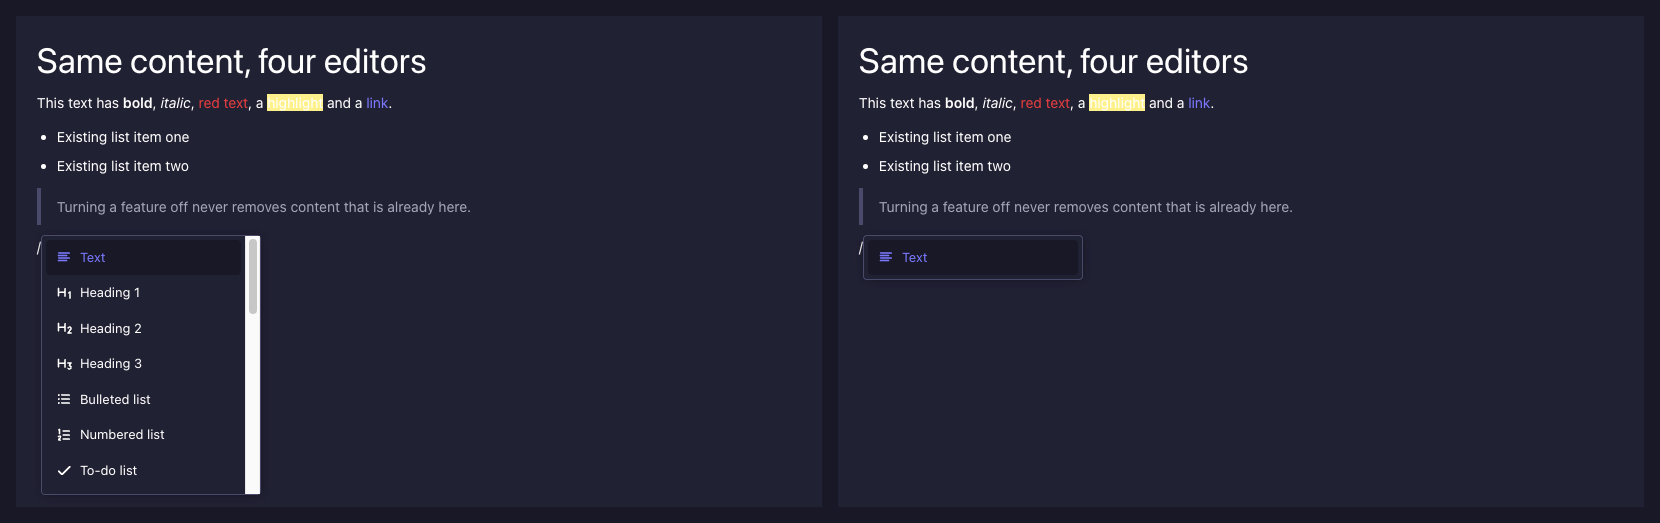 Same content, four editors
This text has bold, italic, red text, a highlight and a link.
Existing list item one
Existing list item two
Turning a feature off never removes content that is already here.
/
Text
H1 Heading 1
H2 Heading 2
H3 Heading 3
Bulleted list
Numbered list
To-do list
Same content, four editors
This text has bold, italic, red text, a highlight and a link.
Existing list item one
Existing list item two
Turning a feature off never removes content that is already here.
/
Text